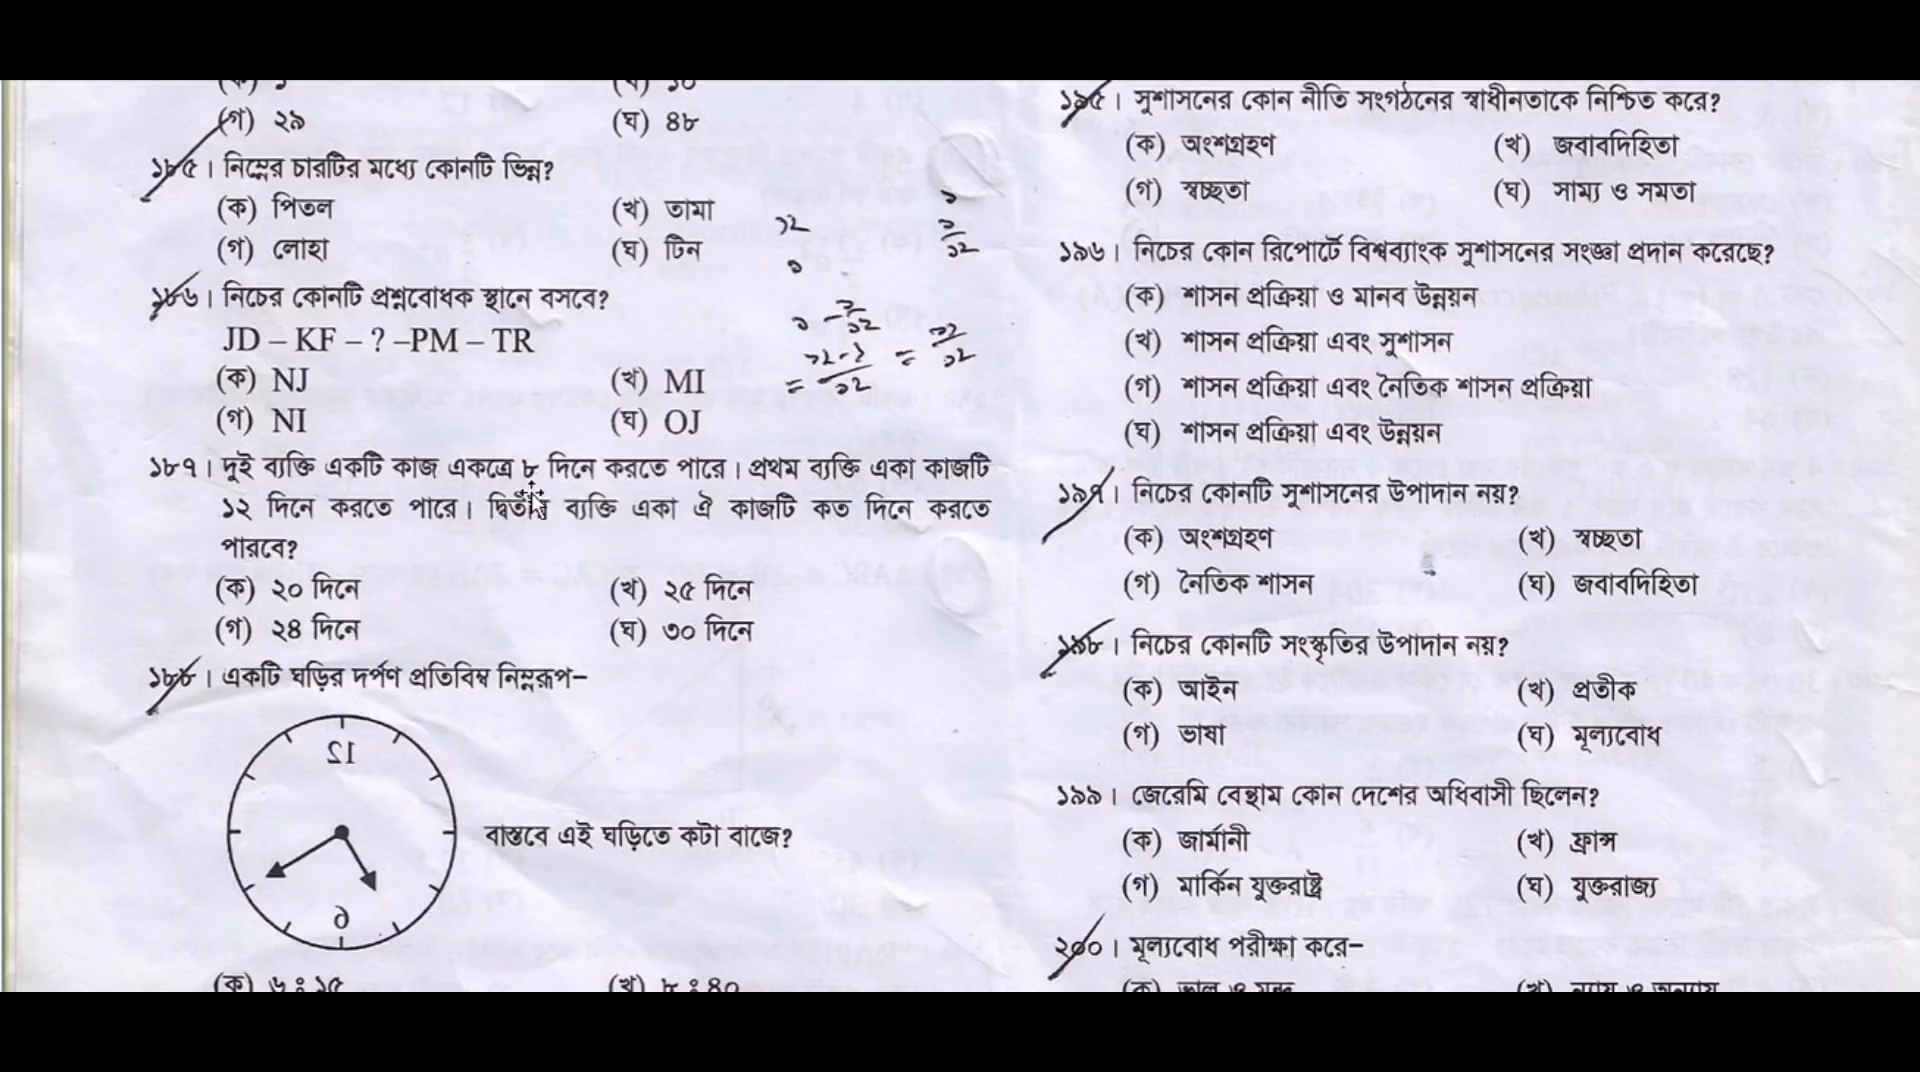 (গ) ২৯ (ঘ) ৪৮
১৮৫। নিম্নের চারটির মধ্যে কোনটি ভিন্ন?
(ক) পিতল (খ) তামা
(গ) লোহা (ঘ) টিন
১৮৬। নিচের কোনটি প্রশ্নবোধক স্থানে বসবে?
JD – KF – ? –PM – TR
(ক) NJ (খ) MI
(গ) NI (ঘ) OJ
১৮৭। দুই ব্যক্তি একটি কাজ একত্রে ৮ দিনে করতে পারে। প্রথম ব্যক্তি একা কাজটি
১২ দিনে করতে পারে। দ্বিতীয় ব্যক্তি একা ঐ কাজটি কত দিনে করতে
পারবে?
(ক) ২০ দিনে (খ) ২৫ দিনে
(গ) ২৪ দিনে (ঘ) ৩০ দিনে
১৮৮। একটি ঘড়ির দর্পণ প্রতিবিম্ব নিম্নরূপ–
12
6
বাস্তবে এই ঘড়িতে কটা বাজে?
(ক) ৬ ঃ ১৫ (খ) ৮ ঃ ৪০
১৯৫। সুশাসনের কোন নীতি সংগঠনের স্বাধীনতাকে নিশ্চিত করে?
(ক) অংশগ্রহণ (খ) জবাবদিহিতা
(গ) স্বচ্ছতা (ঘ) সাম্য ও সমতা
১৯৬। নিচের কোন রিপোর্টে বিশ্বব্যাংক সুশাসনের সংজ্ঞা প্রদান করেছে?
(ক) শাসন প্রক্রিয়া ও মানব উন্নয়ন
(খ) শাসন প্রক্রিয়া এবং সুশাসন
(গ) শাসন প্রক্রিয়া এবং নৈতিক শাসন প্রক্রিয়া
(ঘ) শাসন প্রক্রিয়া এবং উন্নয়ন
১৯৭। নিচের কোনটি সুশাসনের উপাদান নয়?
(ক) অংশগ্রহণ (খ) স্বচ্ছতা
(গ) নৈতিক শাসন (ঘ) জবাবদিহিতা
১৯৮। নিচের কোনটি সংস্কৃতির উপাদান নয়?
(ক) আইন (খ) প্রতীক
(গ) ভাষা (ঘ) মূল্যবোধ
১৯৯। জেরেমি বেন্থাম কোন দেশের অধিবাসী ছিলেন?
(ক) জার্মানী (খ) ফ্রান্স
(গ) মার্কিন যুক্তরাষ্ট্র (ঘ) যুক্তরাজ্য
২০০। মূল্যবোধ পরীক্ষা করে–
(ক) ভাল ও মন্দ (খ) ন্যায় ও অন্যায়